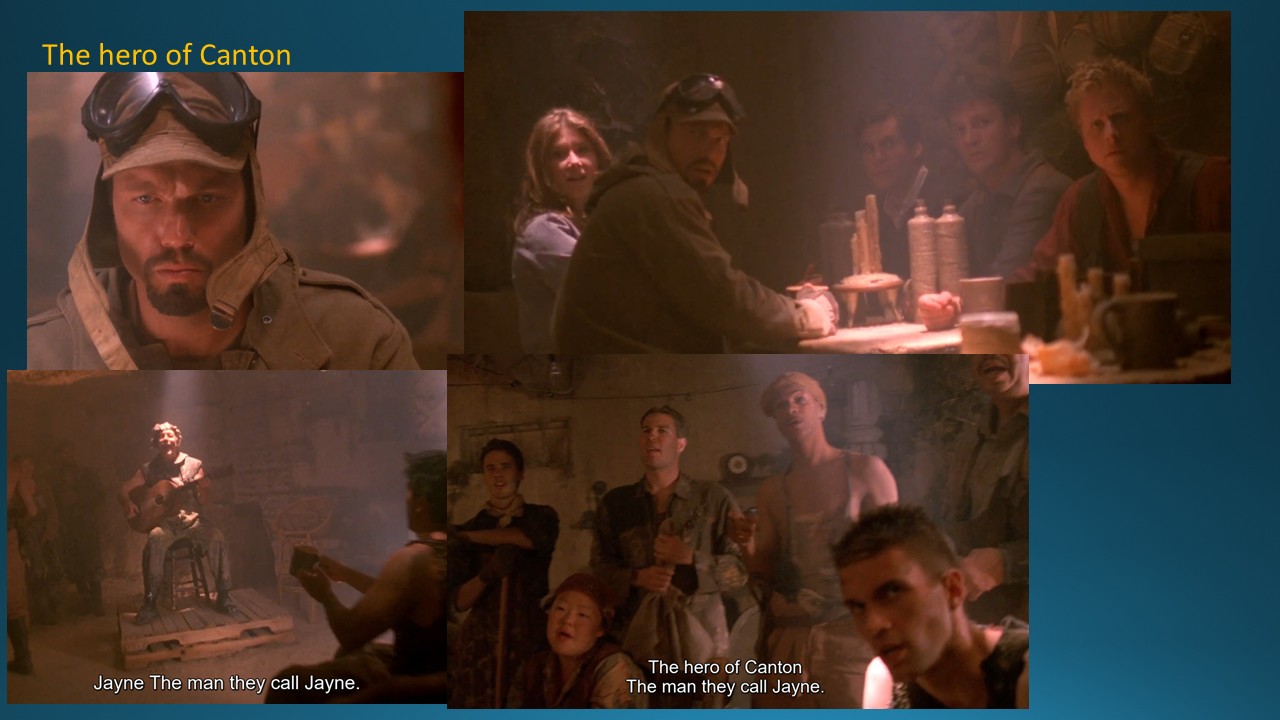 The hero of Canton
Jayne The man they call Jayne.
The hero of Canton
The man they call Jayne.